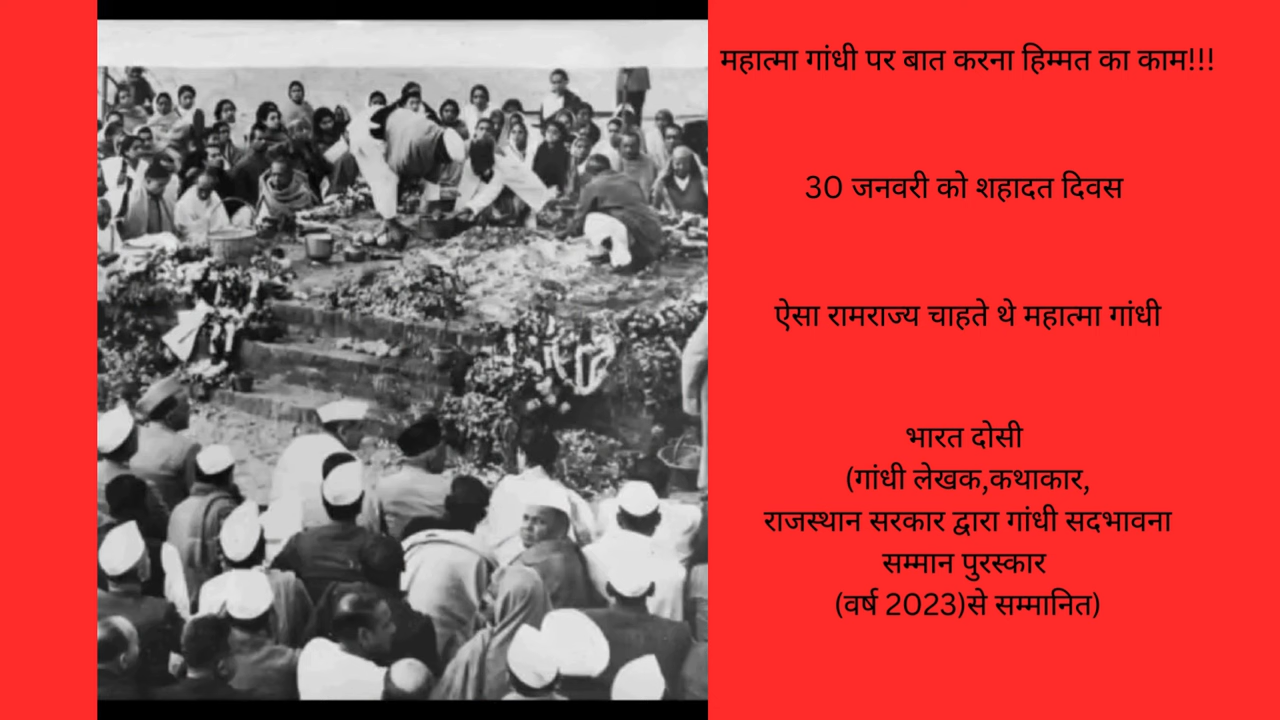 महात्मा गांधी पर बात करना हिम्मत का काम!!!
30 जनवरी को शहादत दिवस
ऐसा रामराज्य चाहते थे महात्मा गांधी
भारत दोसी
(गांधी लेखक,कथाकार,
राजस्थान सरकार द्वारा गांधी सदभावना
सम्मान पुरस्कार
(वर्ष 2023)से सम्मानित)